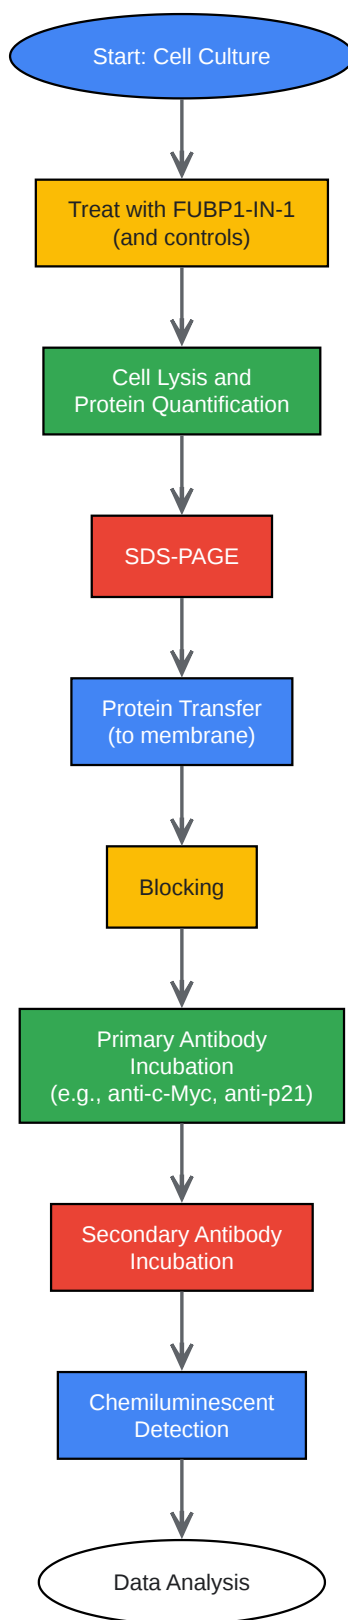 Start: Cell Culture
Treat with FUBP1-IN-1
(and controls)
Cell Lysis and
Protein Quantification
SDS-PAGE
Protein Transfer
(to membrane)
Blocking
Primary Antibody
Incubation
(e.g., anti-c-Myc, anti-p21)
Secondary Antibody
Incubation
Chemiluminescent
Detection
Data Analysis